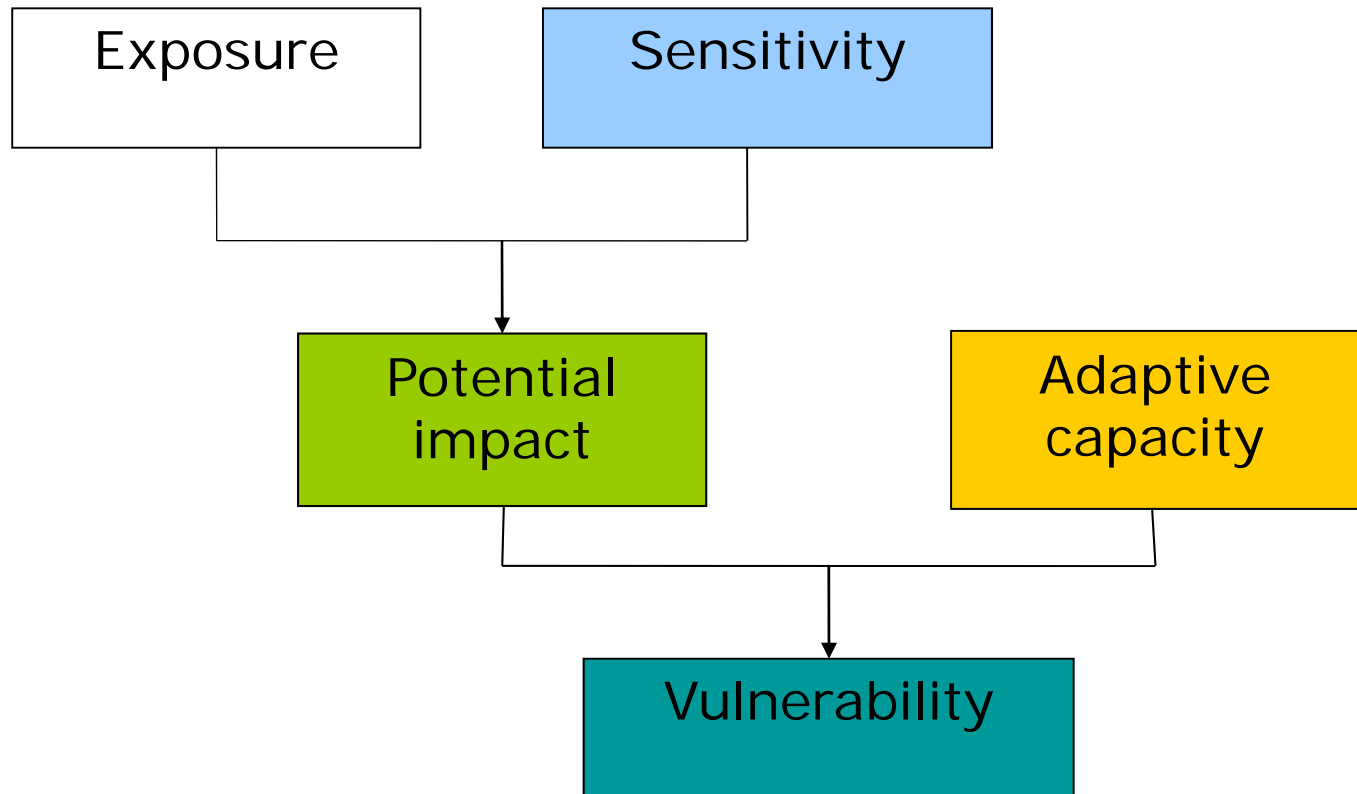 Exposure
Sensitivity
Potential
impact
Adaptive
capacity
Vulnerability